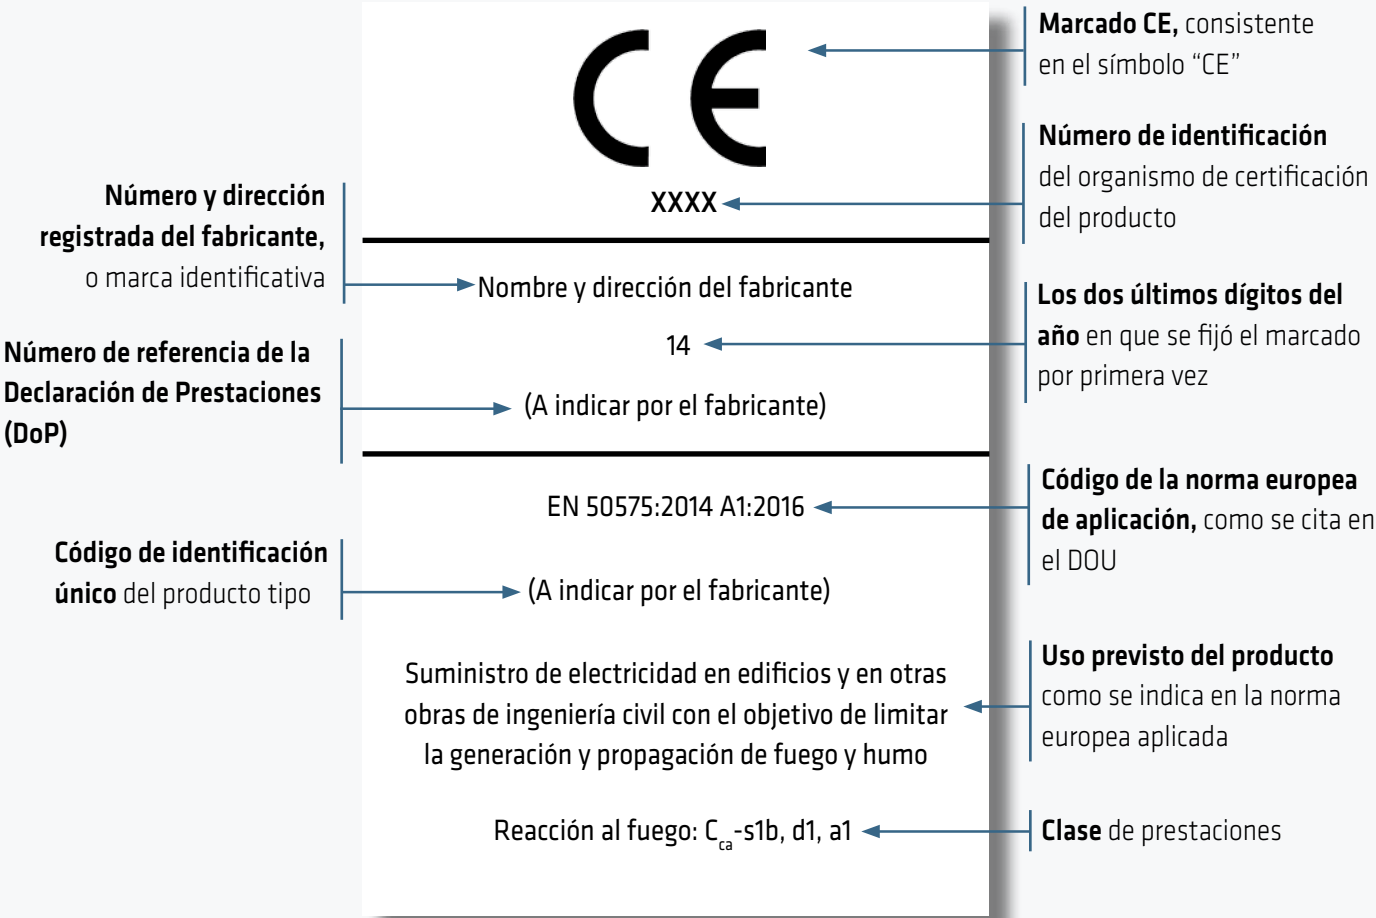 CE
Marcado CE, consistente
en el símbolo “CE”
Número de identificación
del organismo de certificación
del producto
XXXX
Número y dirección
registrada del fabricante,
o marca identificativa
Nombre y dirección del fabricante
Los dos últimos dígitos del
año en que se fijó el marcado
por primera vez
14
Número de referencia de la
Declaración de Prestaciones
(DoP)
(A indicar por el fabricante)
Código de la norma europea
de aplicación, como se cita en
el DOU
EN 50575:2014 A1:2016
Código de identificación
único del producto tipo
(A indicar por el fabricante)
Suministro de electricidad en edificios y en otras
obras de ingeniería civil con el objetivo de limitar
la generación y propagación de fuego y humo
Uso previsto del producto
como se indica en la norma
europea aplicada
Reacción al fuego: Cca-s1b, d1, a1
Clase de prestaciones